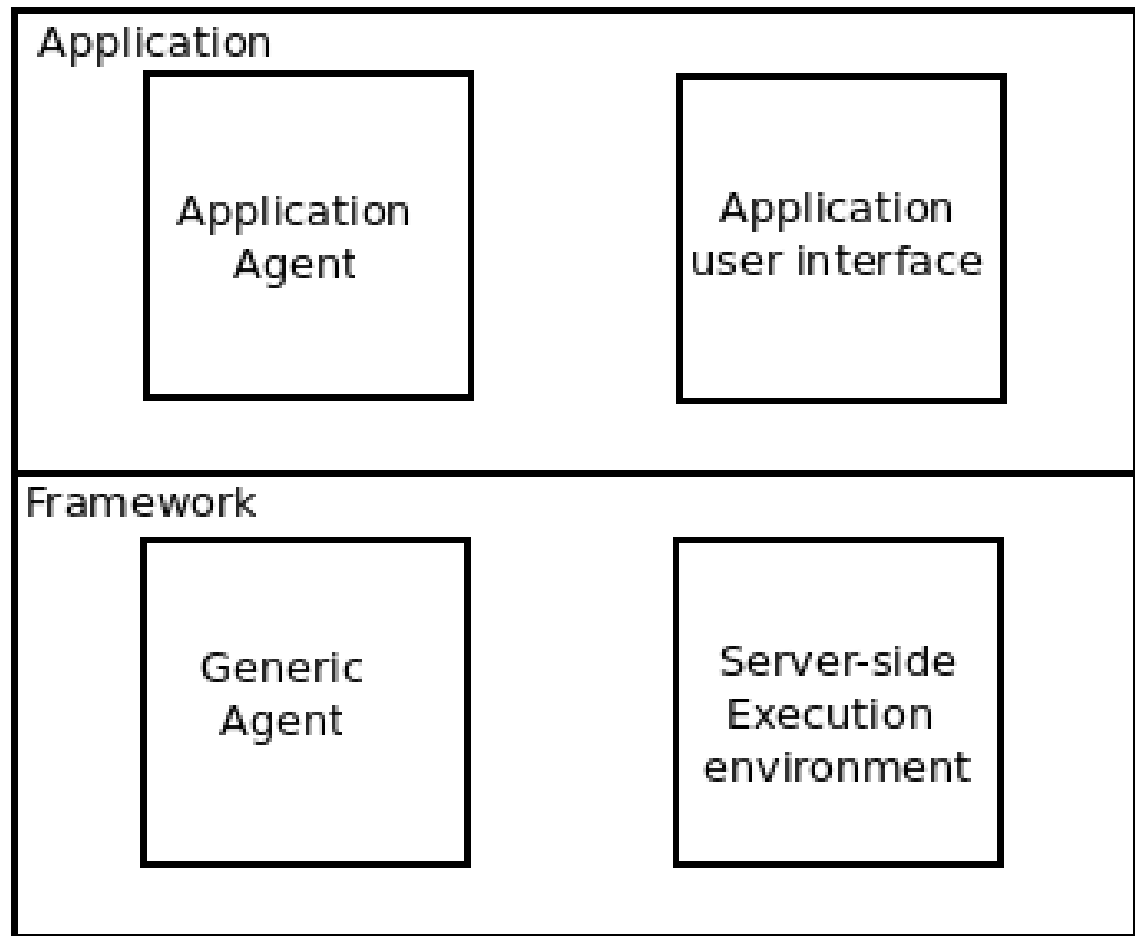 Application
Application
Agent
Application
user interface
Framework
Generic
Agent
Server-side
Execution
environment